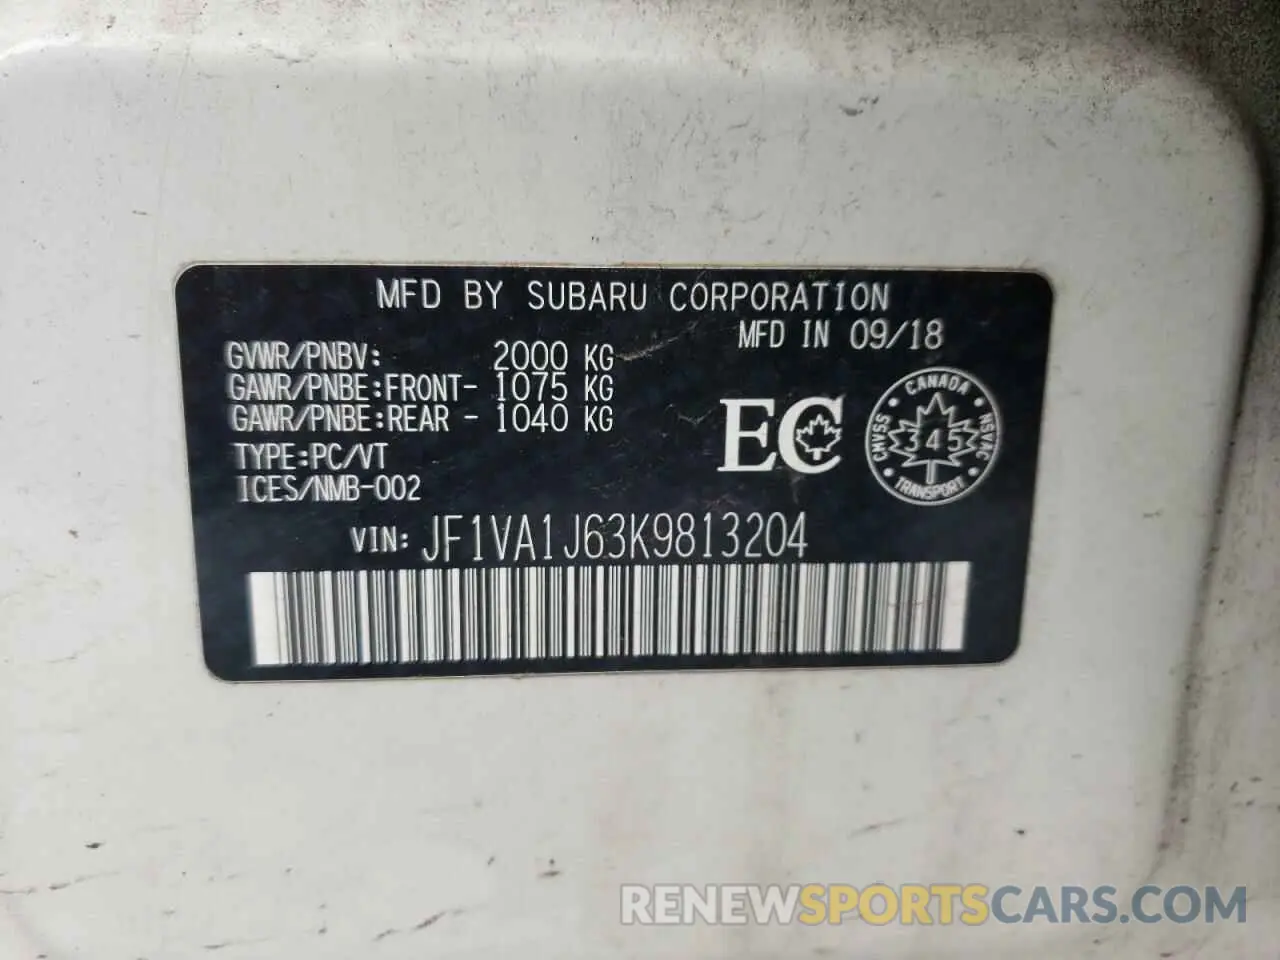 MFD BY SUBARU CORPORATION
MFD IN 09/18
GVWR/PNBV: 2000 KG
GAWR/PNBE:FRONT- 1075 KG
GAWR/PNBE:REAR - 1040 KG
TYPE:PC/VT
ICES/NMB-002
EC
CANADA
CMVSS
345
NSVAC
TRANSPORT
VIN: JF1VA1J63K9813204
RENEWSPORTSCARS.COM